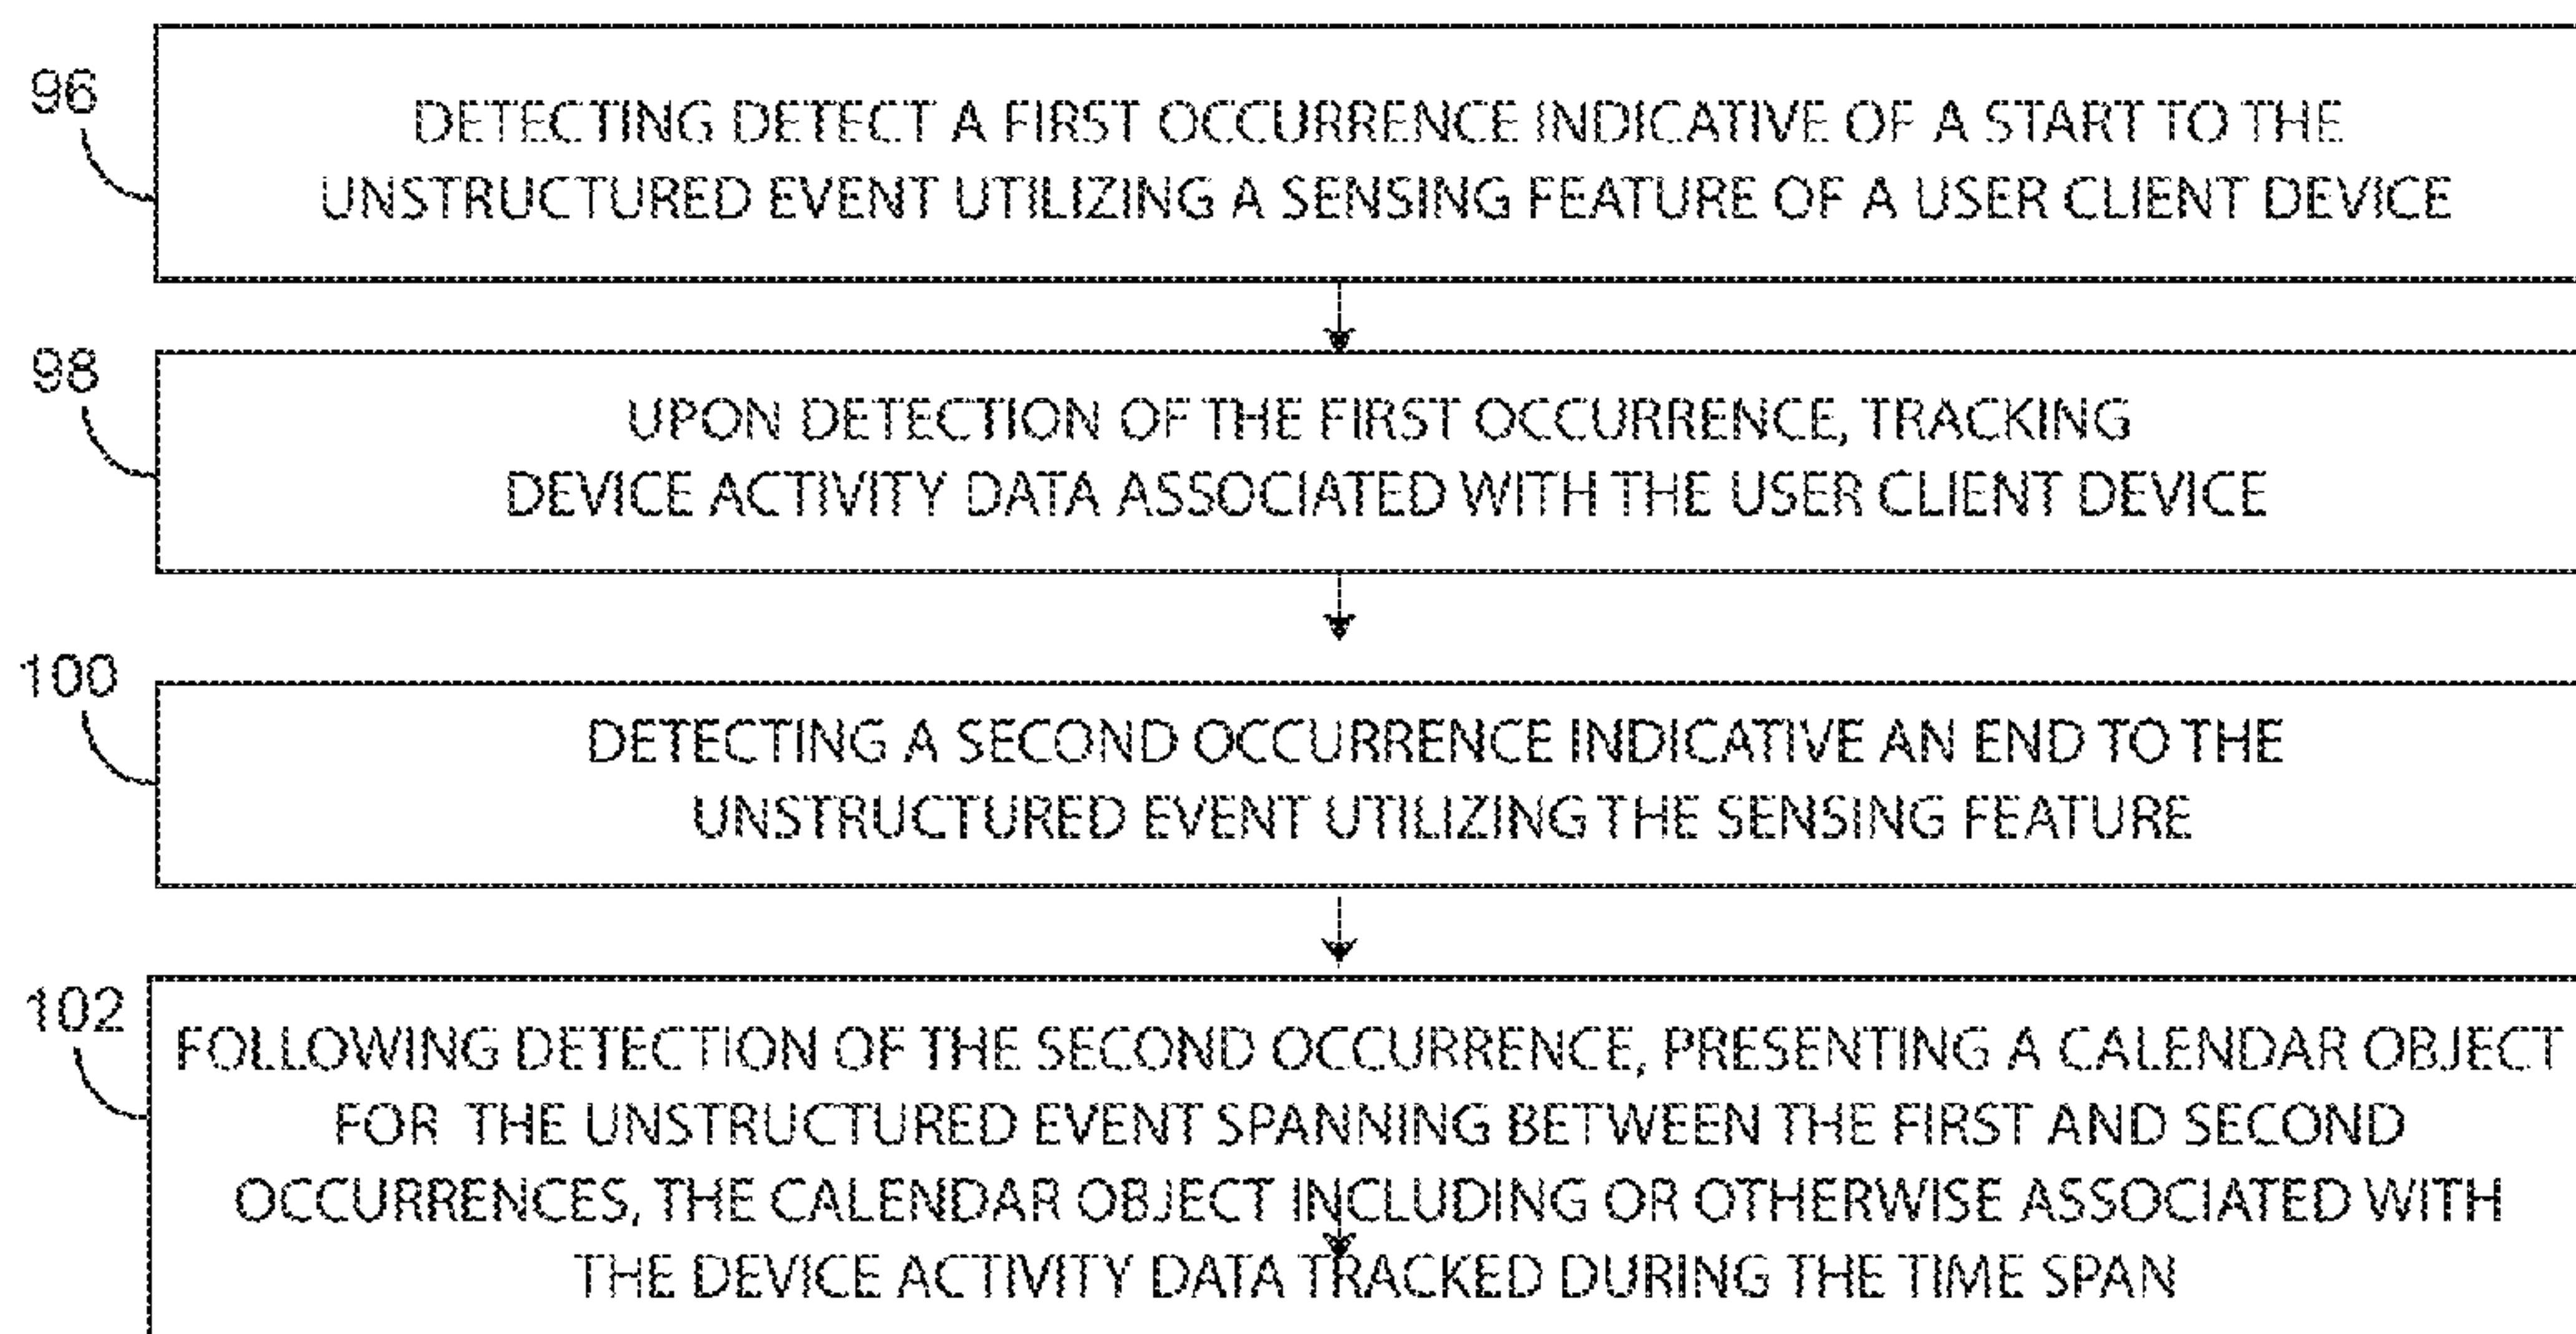 96
DETECTING DETECT A FIRST OCCURRENCE INDICATIVE OF A START TO THE
UNSTRUCTURED EVENT UTILIZING A SENSING FEATURE OF A USER CLIENT DEVICE
98
UPON DETECTION OF THE FIRST OCCURRENCE, TRACKING
DEVICE ACTIVITY DATA ASSOCIATED WITH THE USER CLIENT DEVICE
100
DETECTING A SECOND OCCURRENCE INDICATIVE AN END TO THE
UNSTRUCTURED EVENT UTILIZING THE SENSING FEATURE
102
FOLLOWING DETECTION OF THE SECOND OCCURRENCE, PRESENTING A CALENDAR OBJECT
FOR THE UNSTRUCTURED EVENT SPANNING BETWEEN THE FIRST AND SECOND
OCCURRENCES, THE CALENDAR OBJECT INCLUDING OR OTHERWISE ASSOCIATED WITH
THE DEVICE ACTIVITY DATA TRACKED DURING THE TIME SPAN